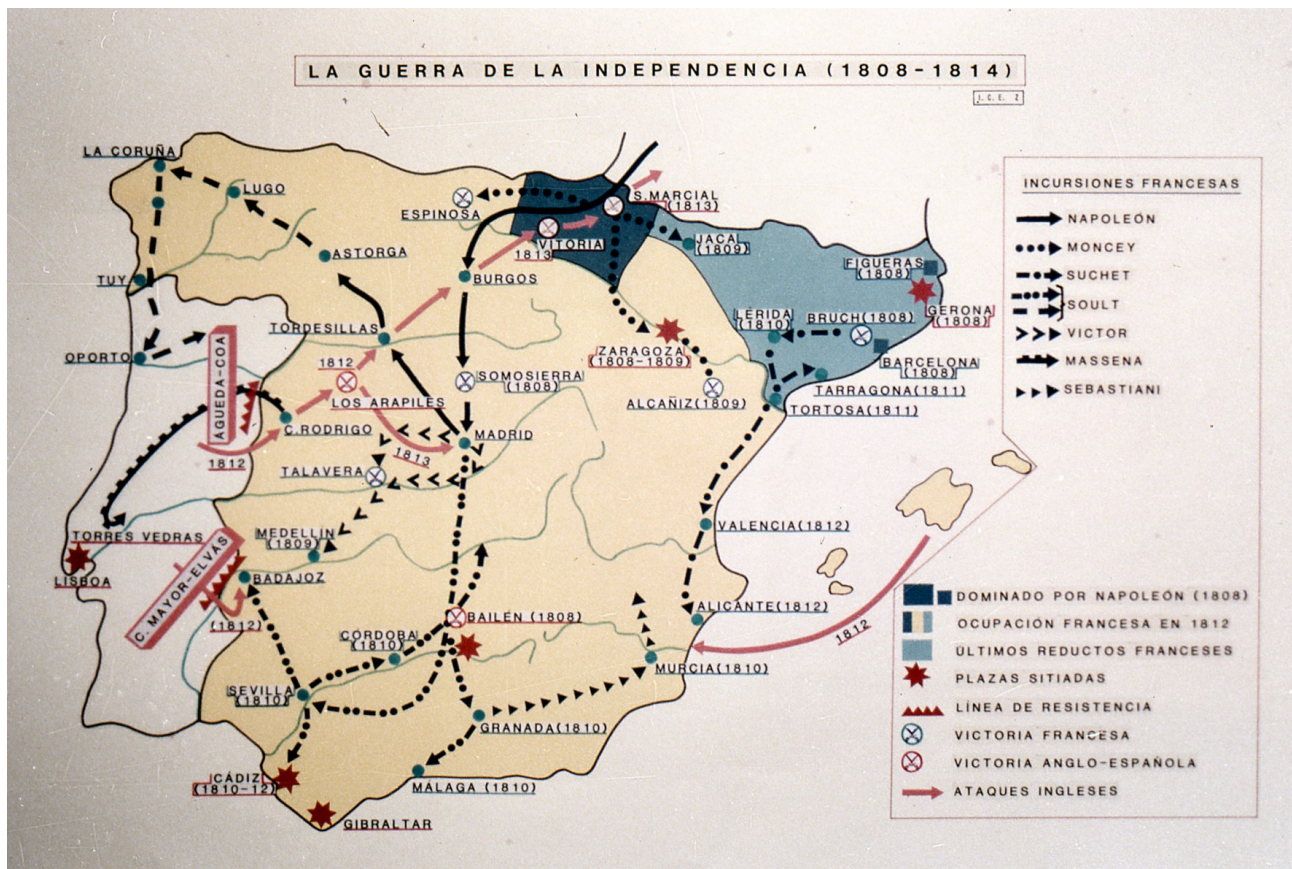 LA GUERRA DE LA INDEPENDENCIA (1808-1814)
I.C.E. Z
LA CORUÑA
LUGO
ESPINOSA
S.MARCIAL
(1813)
VITORIA
1813
JACA
(1809)
ASTORGA
TUY
BURGOS
FIGUERAS
(1808)
GERONA
(1808)
LÉRIDA
(1810)
BRUCH(1808)
TORDESILLAS
OPORTO
ZARAGOZA
(1808-1809)
BARCELONA
(1808)
1812
SOMOSIERRA
(1808)
TARRAGONA(1811)
AGUEDA-COA
LOS ARAPILES
ALCAÑIZ(1809)
TORTOSA(1811)
C.RODRIGO
MADRID
1812
1813
TALAVERA
TORRES VEDRAS
MEDELLÍN
(1809)
VALENCIA(1812)
LISBOA
C. MAYOR-ELVAS
BADAJOZ
(1812)
BAILÉN (1808)
ALICANTE(1812)
1812
CÓRDOBA
(1810)
MURCIA(1810)
SEVILLA
(1810)
GRANADA(1810)
CÁDIZ
(1810-12)
MÁLAGA (1810)
GIBRALTAR
INCURSIONES FRANCESAS
NAPOLEÓN
MONCEY
SUCHET
SOULT
VICTOR
MASSENA
SEBASTIANI
DOMINADO POR NAPOLEÓN (1808)
OCUPACIÓN FRANCESA EN 1812
ÚLTIMOS REDUCTOS FRANCESES
PLAZAS SITIADAS
LÍNEA DE RESISTENCIA
VICTORIA FRANCESA
VICTORIA ANGLO-ESPAÑOLA
ATAQUES INGLESES